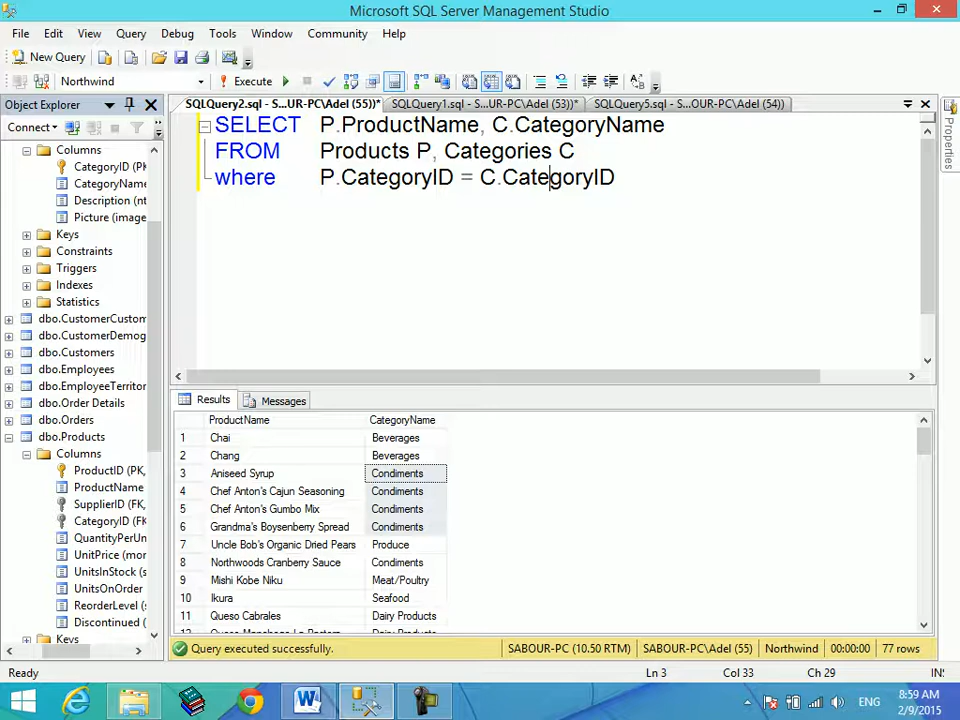 Microsoft SQL Server Management Studio
File Edit View Query Debug Tools Window Community Help
New Query
Northwind Execute
Object Explorer
SQLQuery2.sql - S...UR-PC\Adel (55))* SQLQuery1.sql - S...UR-PC\Adel (53))* SQLQuery5.sql - S...OUR-PC\Adel (54))
Properties
Connect
Columns
CategoryID (PK
CategoryName
Description (nt
Picture (image
Keys
Constraints
Triggers
Indexes
Statistics
dbo.CustomerCustom
dbo.CustomerDemog
dbo.Customers
dbo.Employees
dbo.EmployeeTerritor
dbo.Order Details
dbo.Orders
dbo.Products
Columns
ProductID (PK,
ProductName
SupplierID (FK,
CategoryID (FK
QuantityPerUn
UnitPrice (mor
UnitsInStock (s
UnitsOnOrder
ReorderLevel (s
Discontinued (
Keys
SELECT P.ProductName, C.CategoryName
FROM Products P, Categories C
where P.CategoryID = C.CategoryID
Results Messages
ProductName CategoryName
1 Chai Beverages
2 Chang Beverages
3 Aniseed Syrup Condiments
4 Chef Anton's Cajun Seasoning Condiments
5 Chef Anton's Gumbo Mix Condiments
6 Grandma's Boysenberry Spread Condiments
7 Uncle Bob's Organic Dried Pears Produce
8 Northwoods Cranberry Sauce Condiments
9 Mishi Kobe Niku Meat/Poultry
10 Ikura Seafood
11 Queso Cabrales Dairy Products
Query executed successfully. SABOUR-PC (10.50 RTM) SABOUR-PC\Adel (55) Northwind 00:00:00 77 rows
Ready Ln 3 Col 33 Ch 29 INS
ENG 8:59 AM
2/9/2015